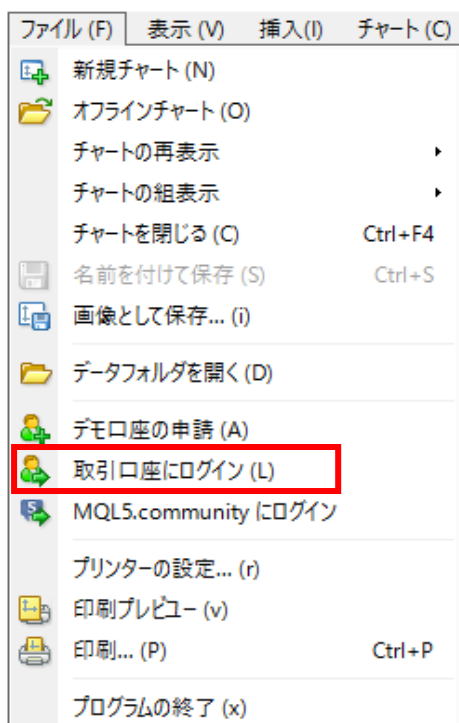 ファイル (F) 表示 (V) 挿入(I) チャート (C)
新規チャート (N)
オフラインチャート (O)
チャートの再表示
チャートの組表示
チャートを閉じる (C) Ctrl+F4
名前を付けて保存 (S) Ctrl+S
画像として保存... (i)
データフォルダを開く (D)
デモ口座の申請 (A)
取引口座にログイン (L)
MQL5.community にログイン
プリンターの設定... (r)
印刷プレビュー (v)
印刷... (P) Ctrl+P
プログラムの終了 (x)